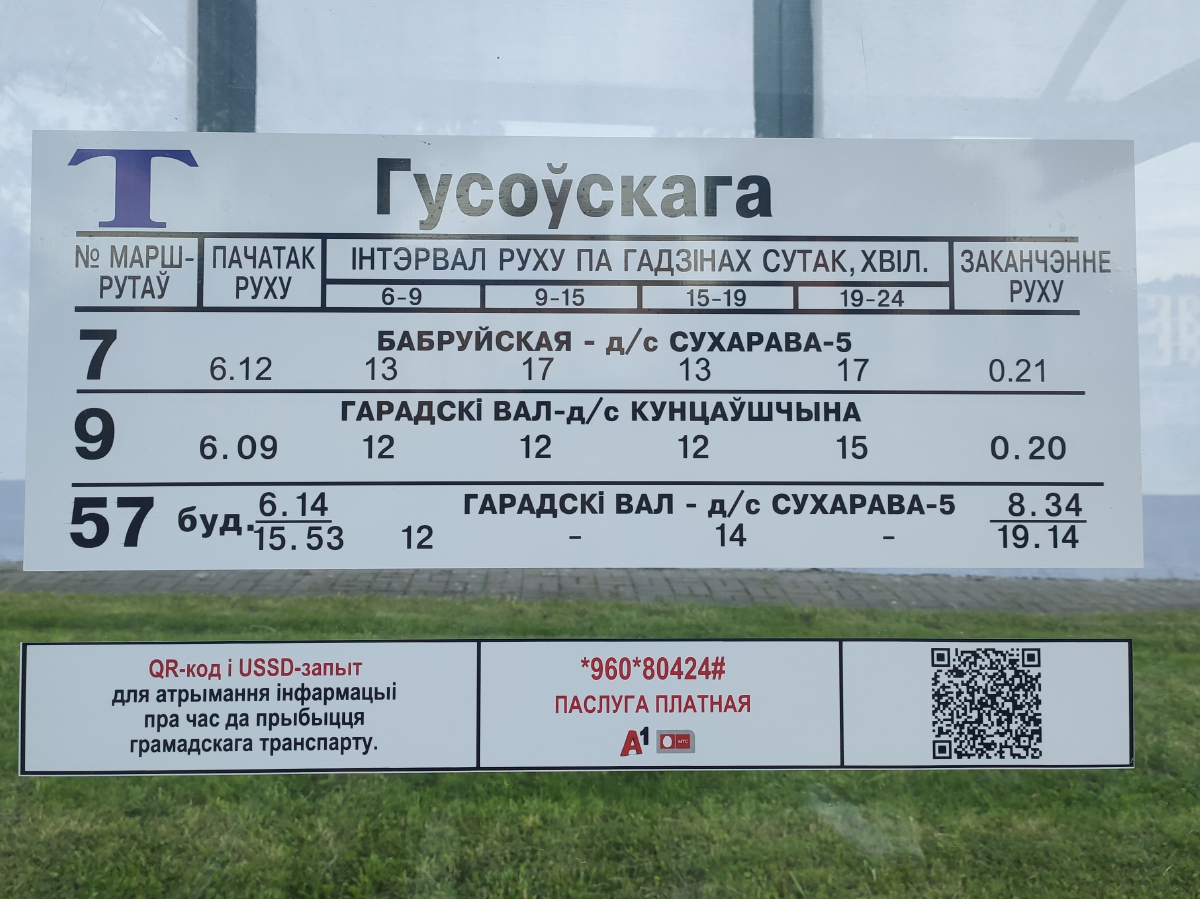 Т Гусоўскага
№ МАРШ-
РУТАЎ
ПАЧАТАК
РУХУ
ІНТЭРВАЛ РУХУ ПА ГАДЗІНАХ СУТАК, ХВІЛ.
6-9 9-15 15-19 19-24
ЗАКАНЧЭННЕ
РУХУ
7 БАБРУЙСКАЯ - д/с СУХАРАВА-5
6.12 13 17 13 17 0.21
9 ГАРАДСКі ВАЛ-д/с КУНЦАЎШЧЫНА
6.09 12 12 12 15 0.20
57 буд. 6.14 ГАРАДСКі ВАЛ - д/с СУХАРАВА-5 8.34
15.53 12 - 14 - 19.14
QR-код і USSD-запыт
для атрымання інфармацыі
пра час да прыбыцця
грамадскага транспарту.
*960*80424#
ПАСЛУГА ПЛАТНАЯ
A1 МТС